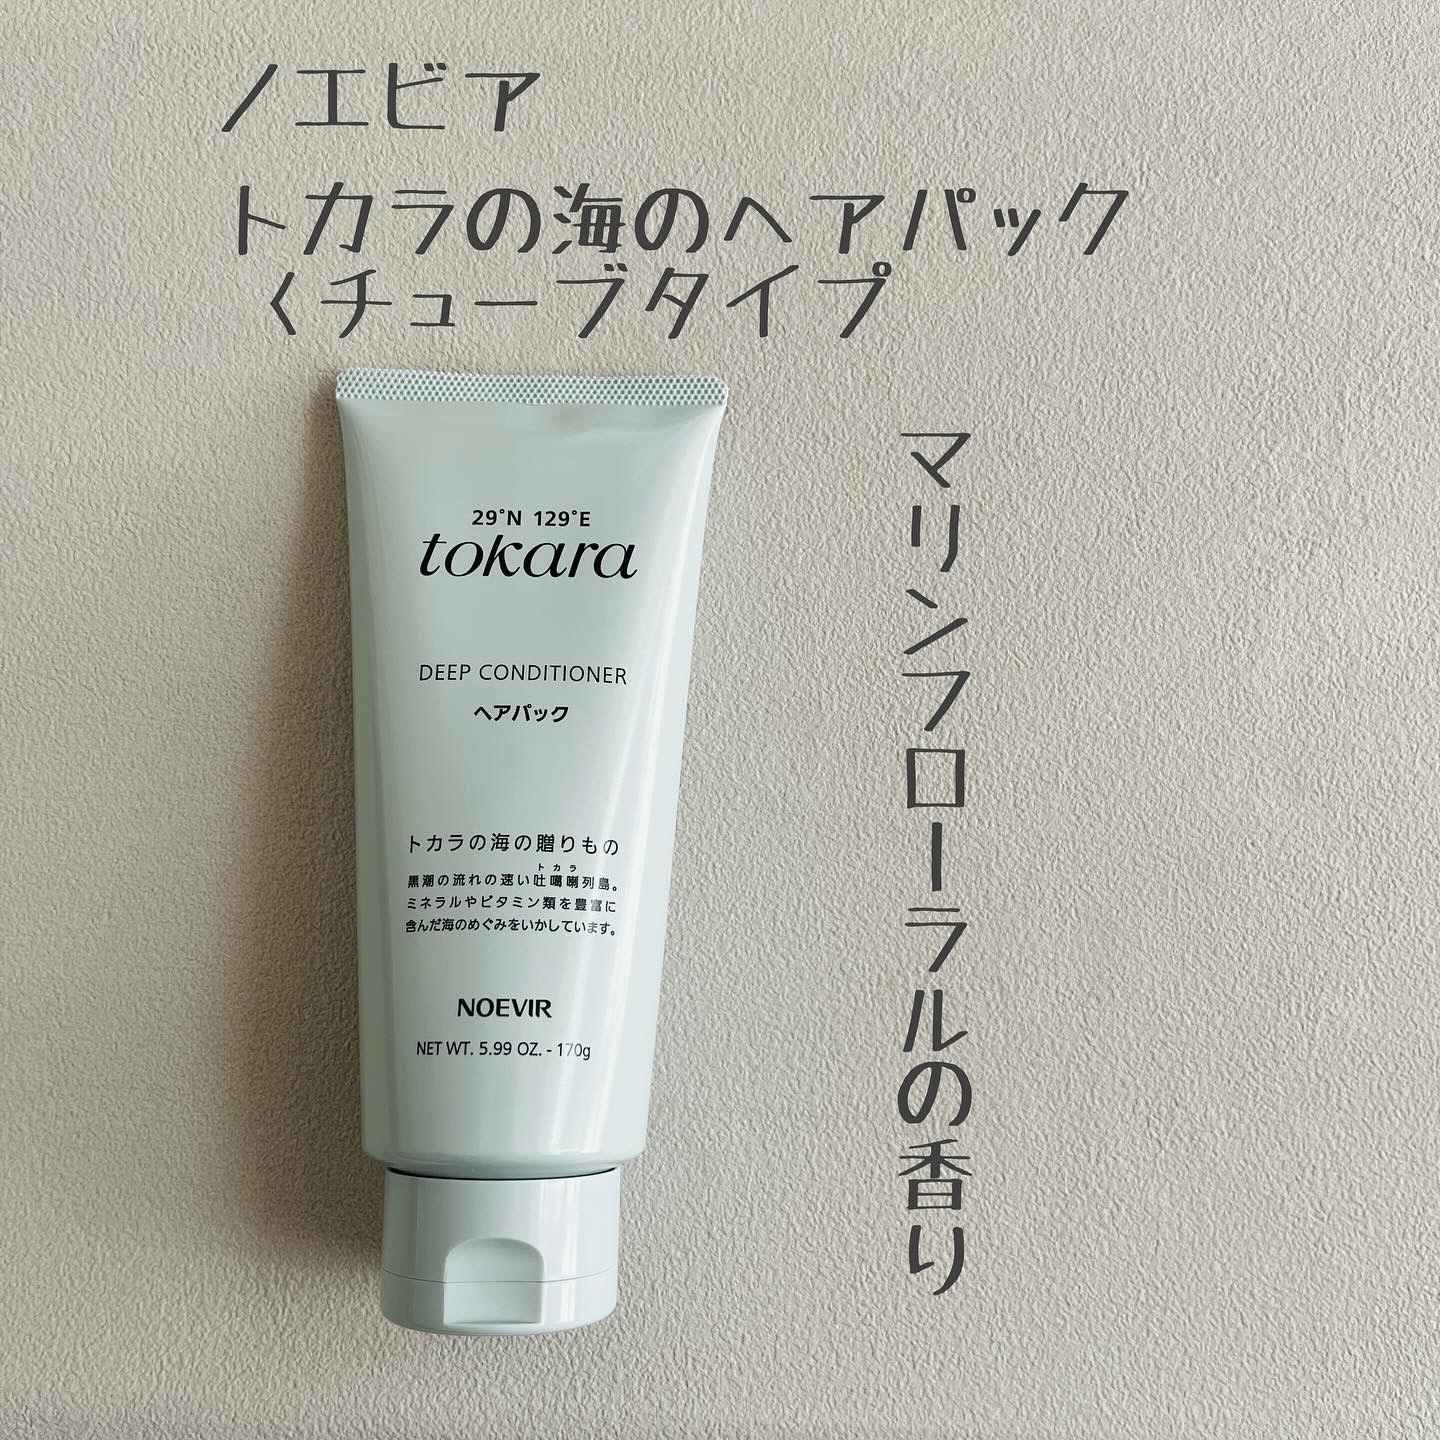 ノエビア
トカラの海のヘアパック
〈チューブタイプ
マリンフローラルの香り
29°N 129°E
tokara
DEEP CONDITIONER
ヘアパック
トカラの海の贈りもの
トカラ
黒潮の流れの速い吐噶喇列島。
ミネラルやビタミン類を豊富に
含んだ海のめぐみをいかしています。
NOEVIR
NET WT. 5.99 OZ. - 170g